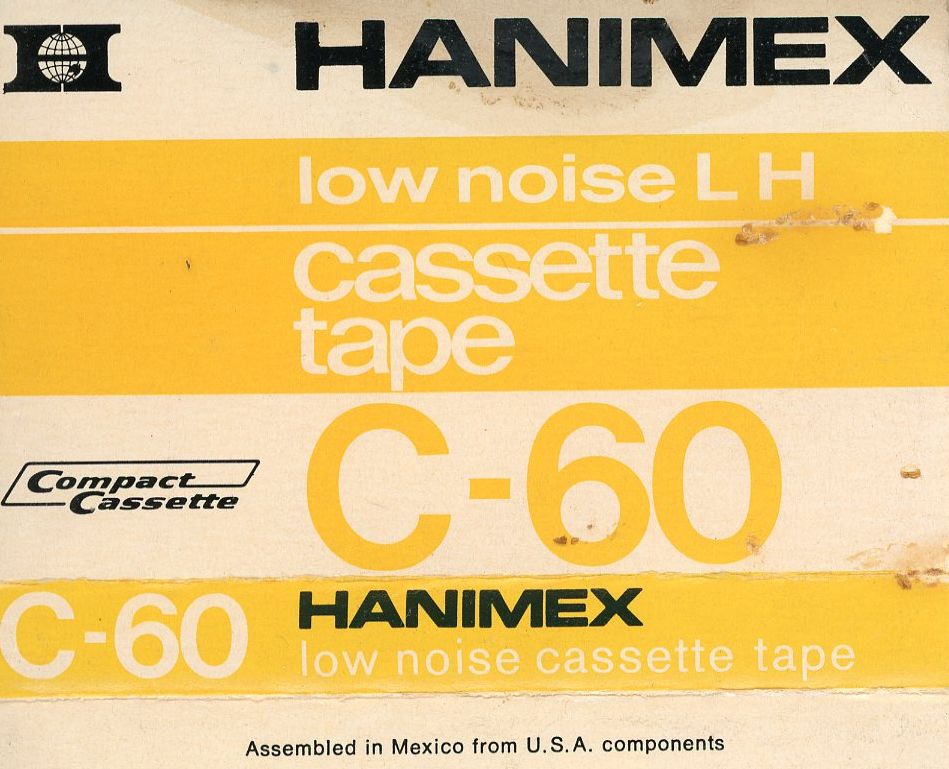 HANIMEX
low noise L H
cassette
tape
C-60
Compact
Cassette
C-60
HANIMEX
low noise cassette tape
Assembled in Mexico from U.S.A. components